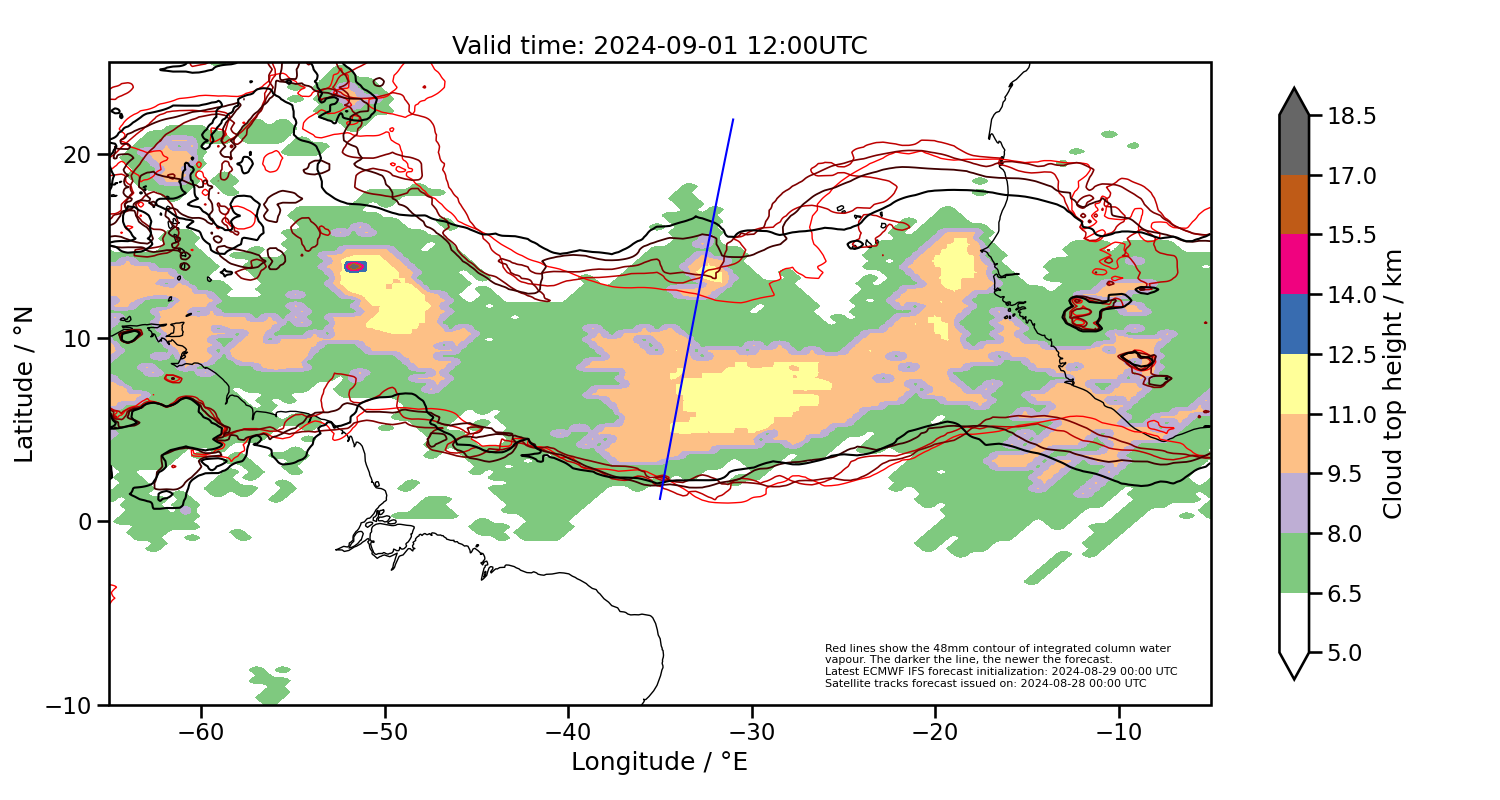 Valid time: 2024-09-01 12:00UTC
20
10
0
−10
Latitude / °N
−60
−50
−40
−30
−20
−10
Longitude / °E
Red lines show the 48mm contour of integrated column water
vapour. The darker the line, the newer the forecast.
Latest ECMWF IFS forecast initialization: 2024-08-29 00:00 UTC
Satellite tracks forecast issued on: 2024-08-28 00:00 UTC
18.5
17.0
15.5
14.0
12.5
11.0
9.5
8.0
6.5
5.0
Cloud top height / km